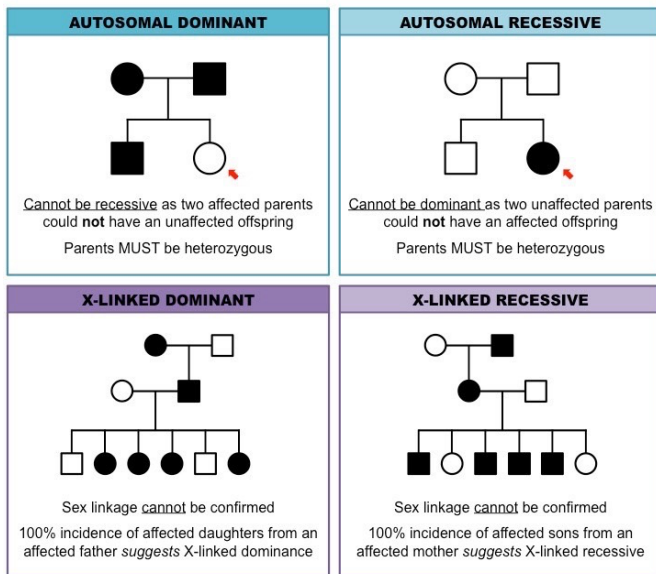 AUTOSOMAL DOMINANT
Cannot be recessive as two affected parents
could not have an unaffected offspring
Parents MUST be heterozygous
AUTOSOMAL RECESSIVE
Cannot be dominant as two unaffected parents
could not have an affected offspring
Parents MUST be heterozygous
X-LINKED DOMINANT
Sex linkage cannot be confirmed
100% incidence of affected daughters from an
affected father suggests X-linked dominance
X-LINKED RECESSIVE
Sex linkage cannot be confirmed
100% incidence of affected sons from an
affected mother suggests X-linked recessive